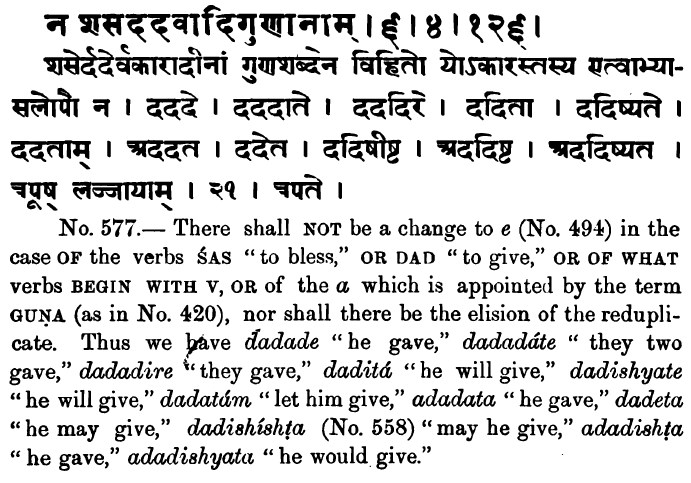 न शसददवादिगुणानाम् । ६ । ४ । १२६ ।
शसेर्ददेर्वकारादीनां गुणशब्देन विहितो योऽकारस्तस्य एत्वाभ्या-
सलोपौ न । दददे । दददाते । दददिरे । ददिता । ददिष्यते ।
ददताम् । अददत । ददेत । ददिषीष्ट । अददिष्ट । अददिष्यत ।
त्रपूष् लज्जायाम् । २१ । त्रपते ।
No. 577.— There shall NOT be a change to e (No. 494) in the
case OF the verbs ŚAS “to bless,” OR DAD “to give,” OR OF WHAT
verbs BEGIN WITH V, OR of the a which is appointed by the term
GUṆA (as in No. 420), nor shall there be the elision of the redupli-
cate. Thus we have dadade “he gave,” dadadáte “they two
gave,” dadadire “they gave,” daditá “he will give,” dadishyate
“he will give,” dadatám “let him give,” adadata “he gave,” dadeta
“he may give,” dadishíshṭa (No. 558) “may he give,” adadishṭa
“he gave,” adadishyata “he would give.”